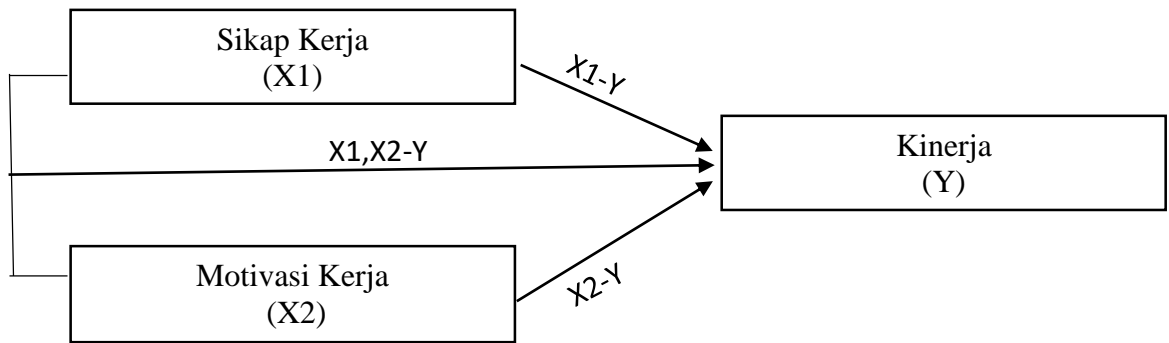 Sikap Kerja
(X1)
X1-Y
X1,X2-Y
Kinerja
(Y)
Motivasi Kerja
(X2)
X2-Y